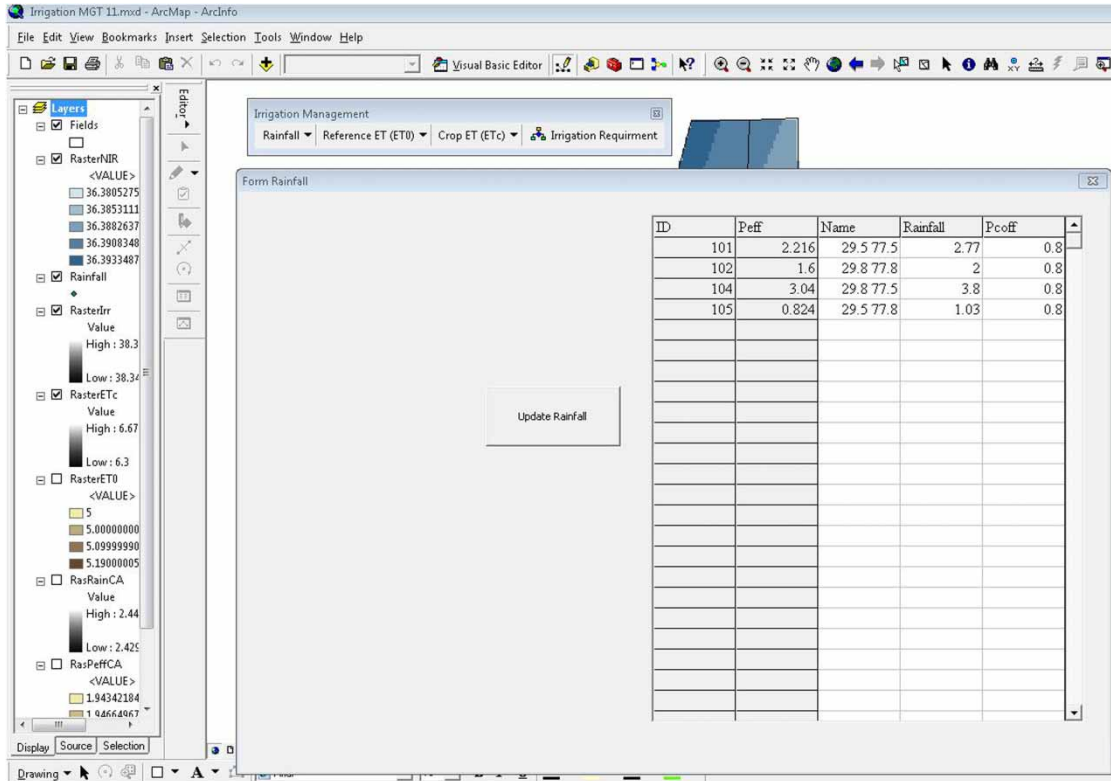 Irrigation MGT 11.mxd - ArcMap - ArcInfo
File Edit View Bookmarks Insert Selection Tools Window Help
Visual Basic Editor
Editor
Layers
Fields
RasterNIR
<VALUE>
36.3805275
36.3853111
36.3882637
36.3908348
36.3933487
Rainfall
RasterIrr
Value
High : 38.3
Low : 38.34
RasterETc
Value
High : 6.67
Low : 6.3
RasterET0
<VALUE>
5
5.00000000
5.09999990
5.19000005
RasRainCA
Value
High : 2.44
Low : 2.429
RasPeffCA
<VALUE>
1.94342184
1.94664967
Display Source Selection
Drawing
Irrigation Management
Rainfall Reference ET (ET0) Crop ET (ETc) Irrigation Requirment
Form Rainfall
Update Rainfall
ID Peff Name Rainfall Pcoff
101 2.216 29.5 77.5 2.77 0.8
102 1.6 29.8 77.8 2 0.8
104 3.04 29.8 77.5 3.8 0.8
105 0.824 29.5 77.8 1.03 0.8